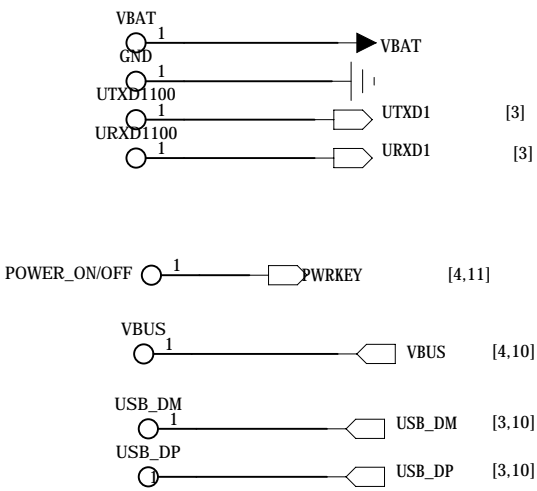 VBAT
1
VBAT
GND
1
UTXD1100
1
UTXD1 [3]
URXD1100
1
URXD1 [3]
POWER_ON/OFF 1 PWRKEY [4,11]
VBUS
1
VBUS [4,10]
USB_DM
1
USB_DM [3,10]
USB_DP
1
USB_DP [3,10]